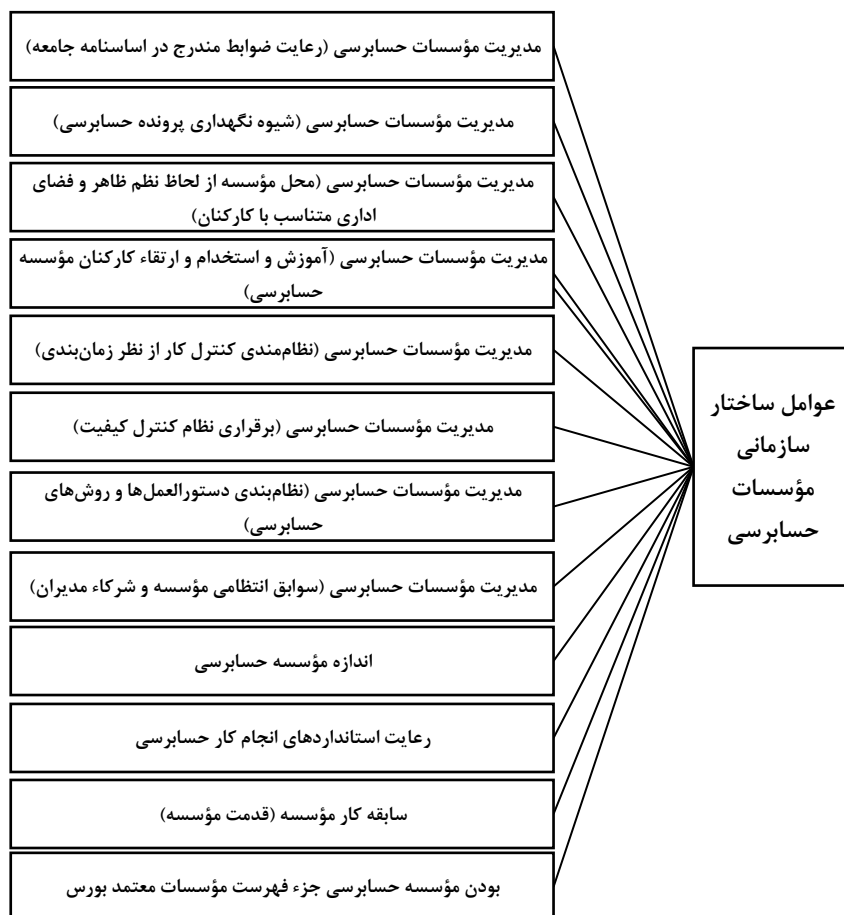 مدیریت مؤسسات حسابرسی (رعایت ضوابط مندرج در اساسنامه جامعه)
مدیریت مؤسسات حسابرسی (شیوه نگهداری پرونده حسابرسی)
مدیریت مؤسسات حسابرسی (محل مؤسسه از لحاظ نظم ظاهر و فضای
اداری متناسب با کارکنان)
مدیریت مؤسسات حسابرسی (آموزش و استخدام و ارتقاء کارکنان مؤسسه
حسابرسی)
مدیریت مؤسسات حسابرسی (نظام‌مندی کنترل کار از نظر زمان‌بندی)
مدیریت مؤسسات حسابرسی (برقراری نظام کنترل کیفیت)
مدیریت مؤسسات حسابرسی (نظام‌بندی دستورالعمل‌ها و روش‌های
حسابرسی)
مدیریت مؤسسات حسابرسی (سوابق انتظامی مؤسسه و شرکاء مدیران)
اندازه مؤسسه حسابرسی
رعایت استانداردهای انجام کار حسابرسی
سابقه کار مؤسسه (قدمت مؤسسه)
بودن مؤسسه حسابرسی جزء فهرست مؤسسات معتمد بورس
عوامل ساختار
سازمانی
مؤسسات
حسابرسی